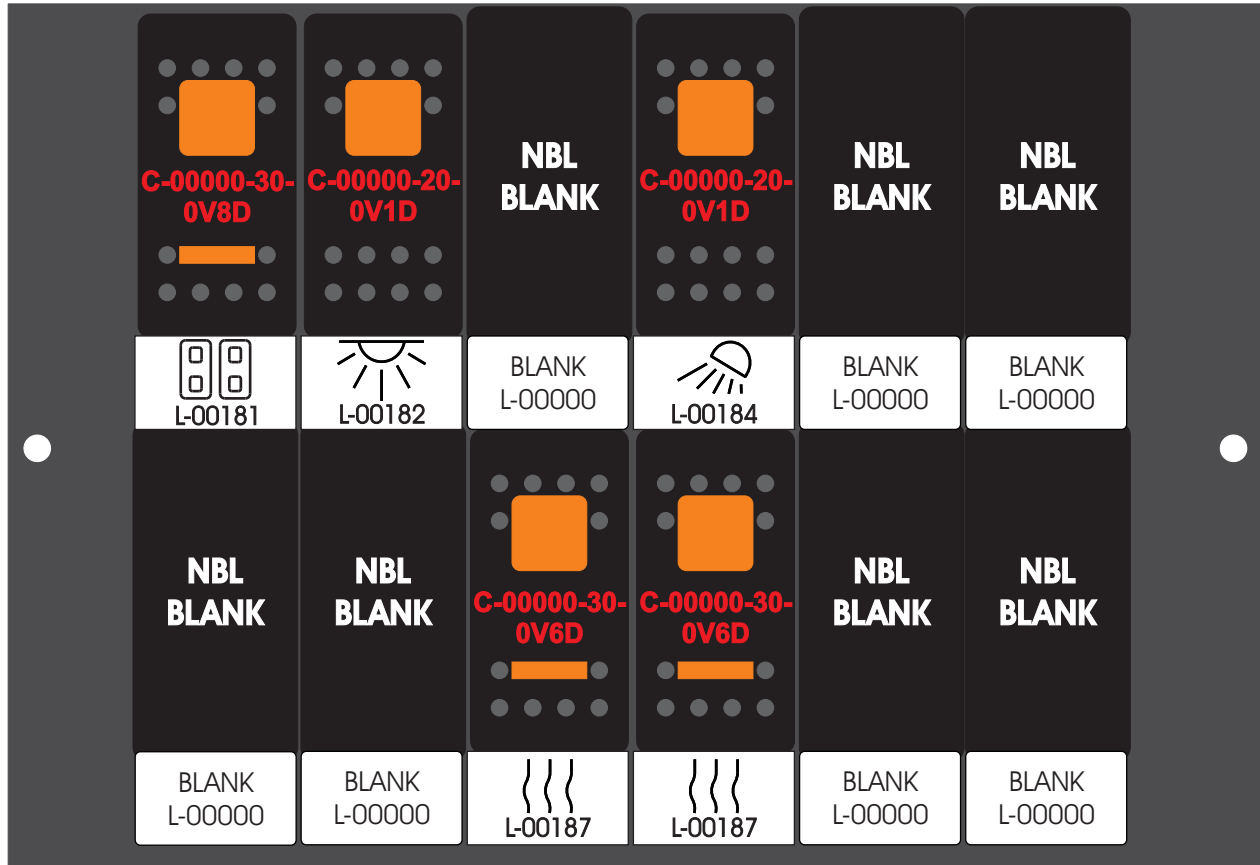 C-00000-30-
0V8D
C-00000-20-
0V1D
NBL
BLANK
C-00000-20-
0V1D
NBL
BLANK
NBL
BLANK
L-00181
L-00182
BLANK
L-00000
L-00184
BLANK
L-00000
BLANK
L-00000
NBL
BLANK
NBL
BLANK
C-00000-30-
0V6D
C-00000-30-
0V6D
NBL
BLANK
NBL
BLANK
BLANK
L-00000
BLANK
L-00000
L-00187
L-00187
BLANK
L-00000
BLANK
L-00000